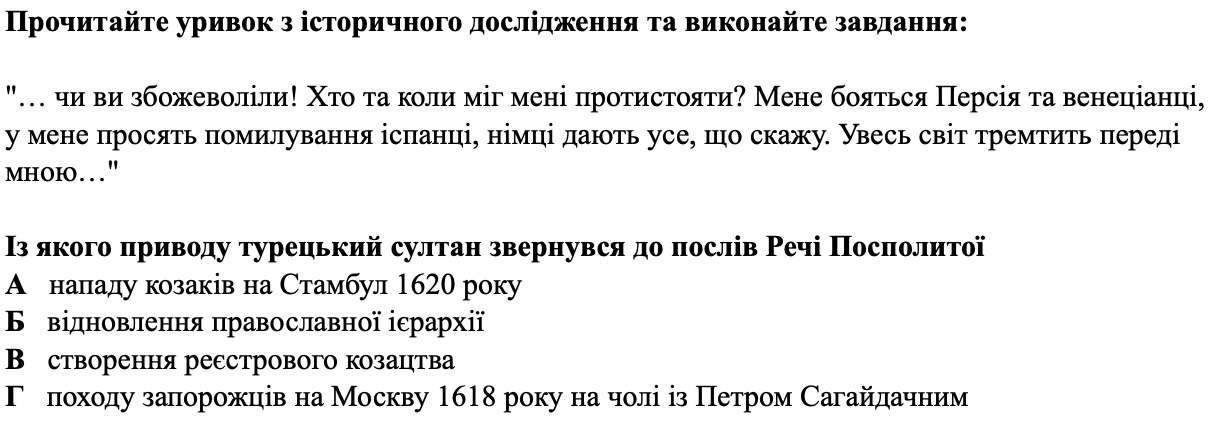 Прочитайте уривок з історичного дослідження та виконайте завдання:
"… чи ви збожеволіли! Хто та коли міг мені протистояти? Мене бояться Персія та венеціанці,
у мене просять помилування іспанці, німці дають усе, що скажу. Увесь світ тремтить переді
мною…"
Із якого приводу турецький султан звернувся до послів Речі Посполитої
А нападу козаків на Стамбул 1620 року
Б відновлення православної ієрархії
В створення реєстрового козацтва
Г походу запорожців на Москву 1618 року на чолі із Петром Сагайдачним